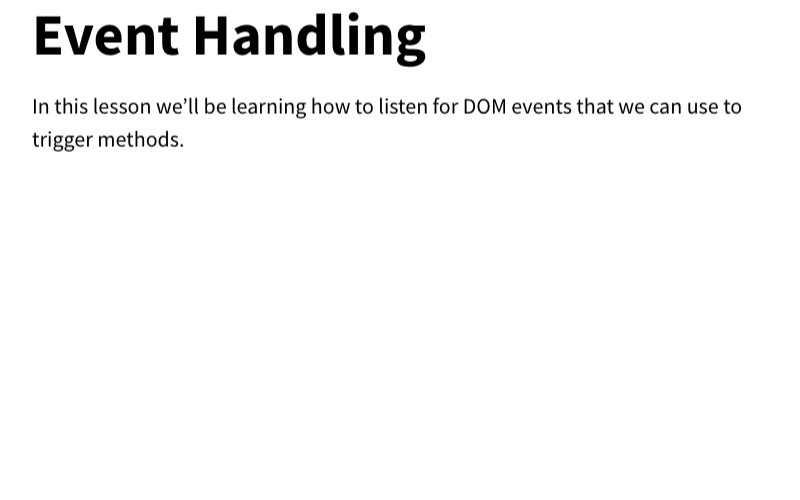 Event Handling
In this lesson we’ll be learning how to listen for DOM events that we can use to
trigger methods.